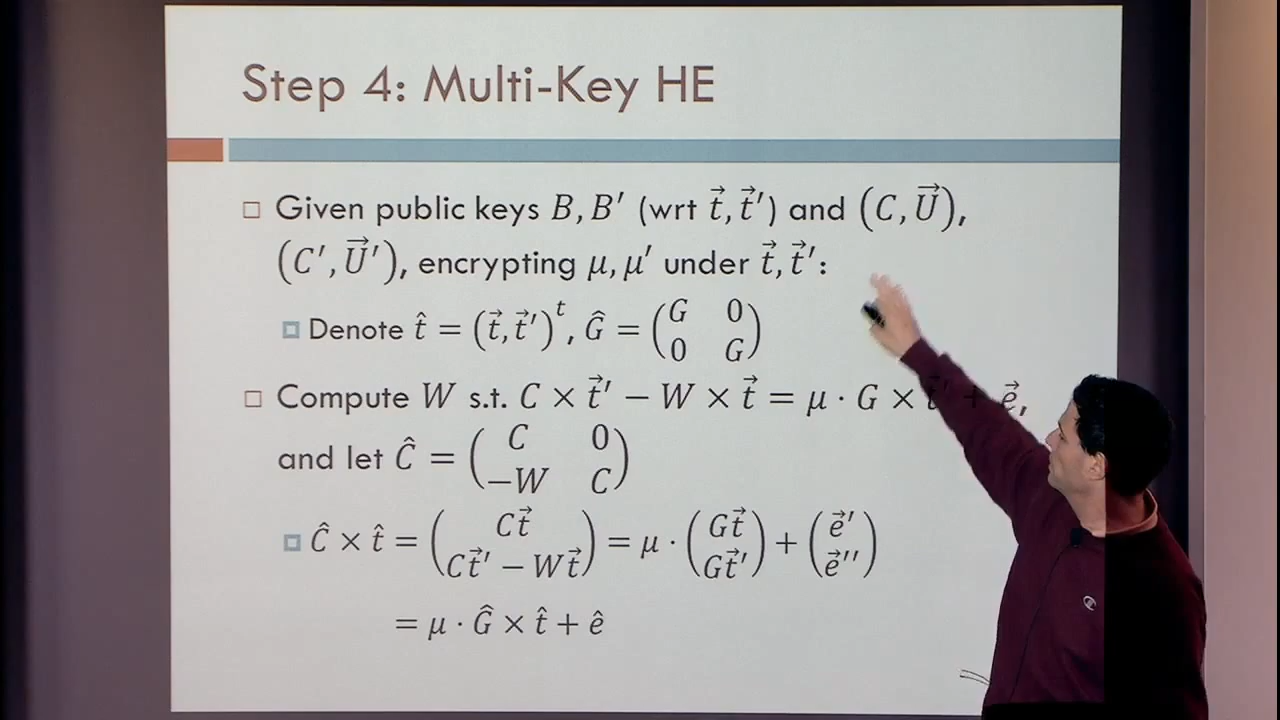 Step 4: Multi-Key HE
Given public keys B, B′ (wrt t⃗, t⃗′) and (C, U⃗),
(C′, U⃗′), encrypting μ, μ′ under t⃗, t⃗′:
Denote t̂ = (t⃗, t⃗′)ᵗ, Ĝ = (G 0
0 G)
Compute W s.t. C × t⃗′ − W × t⃗ = μ · G × t⃗′ + e⃗,
and let Ĉ = (C 0
−W C)
Ĉ × t̂ = (Ct⃗
Ct⃗′ − Wt⃗) = μ · (Gt⃗
Gt⃗′) + (e⃗′
e⃗′′)
= μ · Ĝ × t̂ + ê